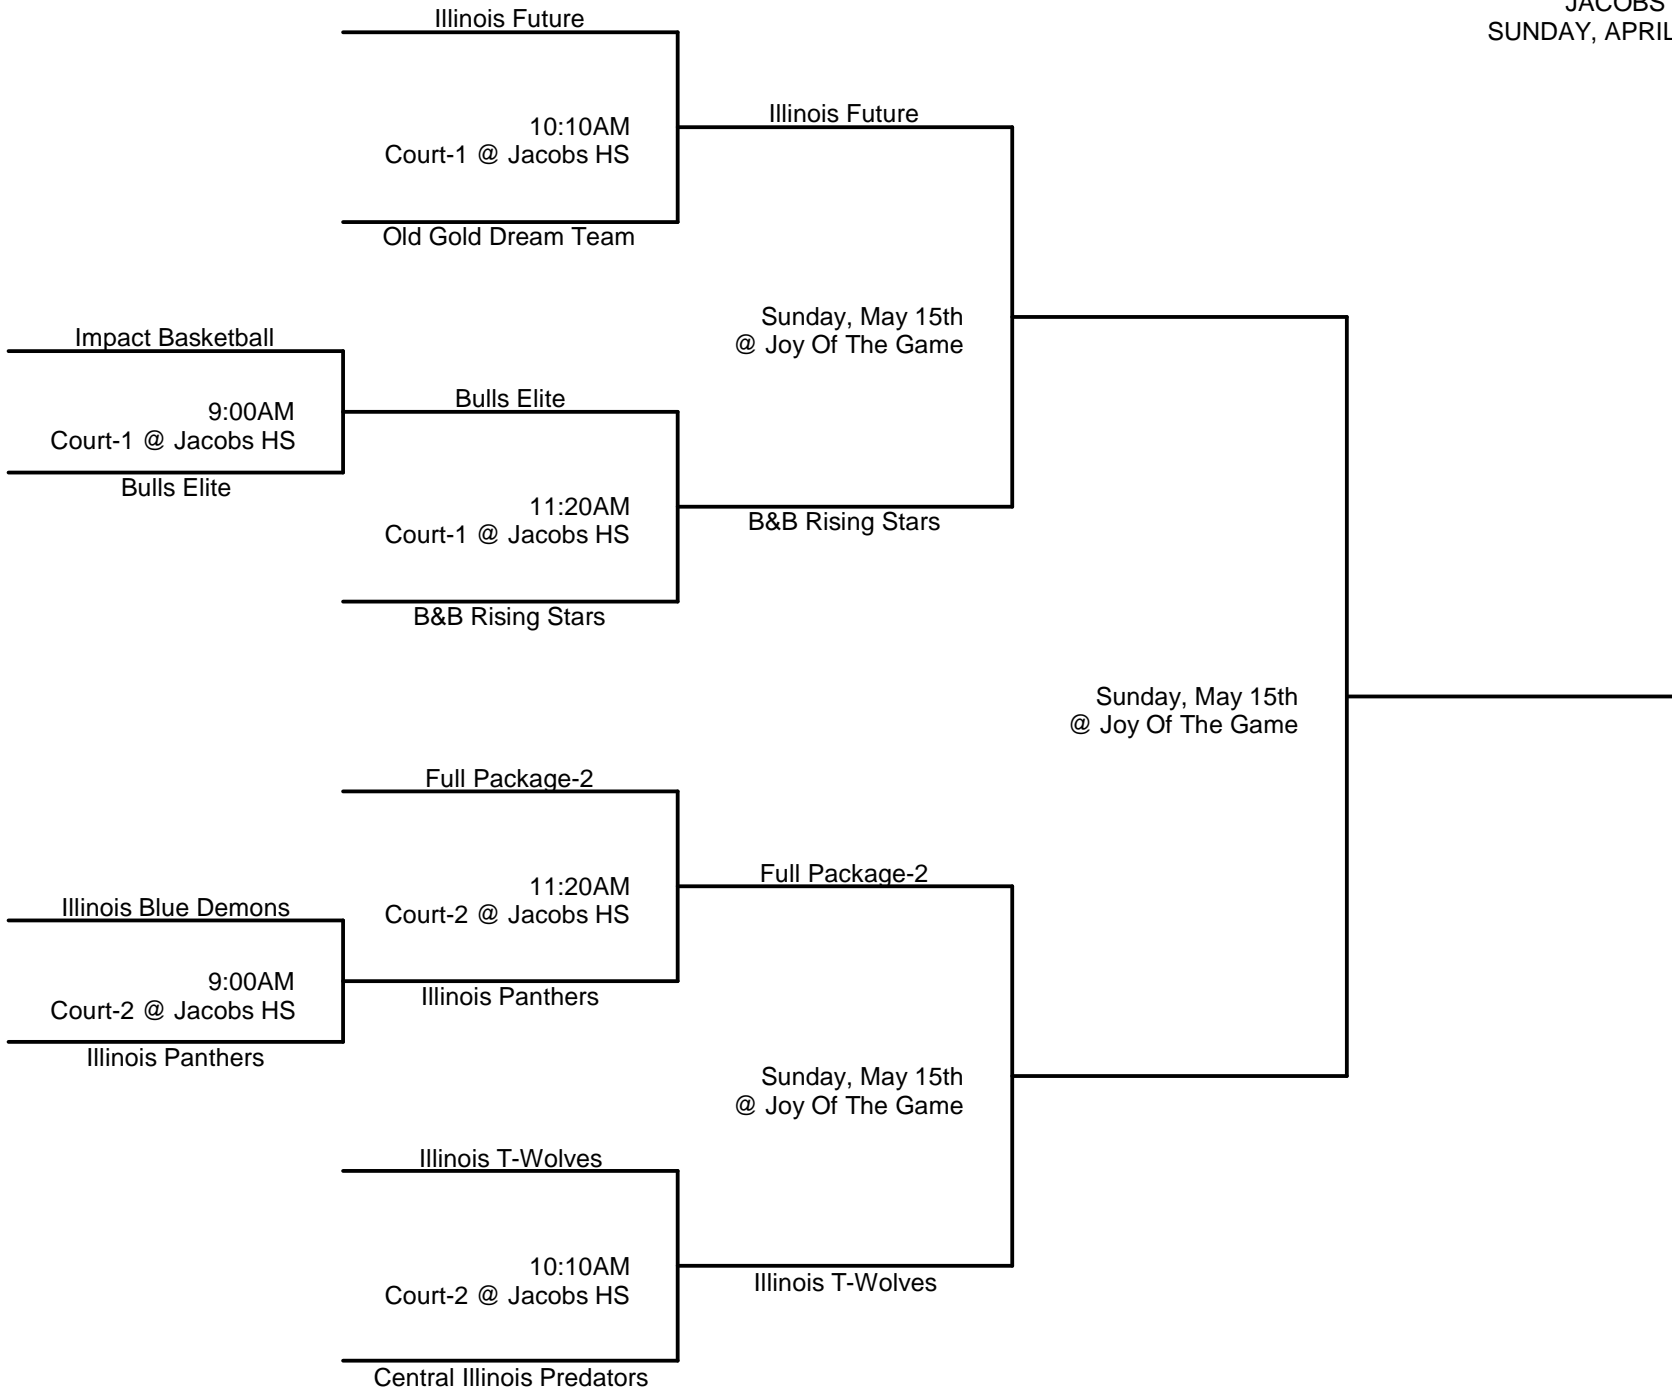 JACOBS
SUNDAY, APRIL
Illinois Future
10:10AM
Court-1 @ Jacobs HS
Old Gold Dream Team
Illinois Future
Impact Basketball
9:00AM
Court-1 @ Jacobs HS
Bulls Elite
Bulls Elite
11:20AM
Court-1 @ Jacobs HS
B&B Rising Stars
B&B Rising Stars
Sunday, May 15th
@ Joy Of The Game
Sunday, May 15th
@ Joy Of The Game
Full Package-2
11:20AM
Court-2 @ Jacobs HS
Full Package-2
Illinois Blue Demons
9:00AM
Court-2 @ Jacobs HS
Illinois Panthers
Illinois Panthers
Sunday, May 15th
@ Joy Of The Game
Illinois T-Wolves
10:10AM
Court-2 @ Jacobs HS
Illinois T-Wolves
Central Illinois Predators